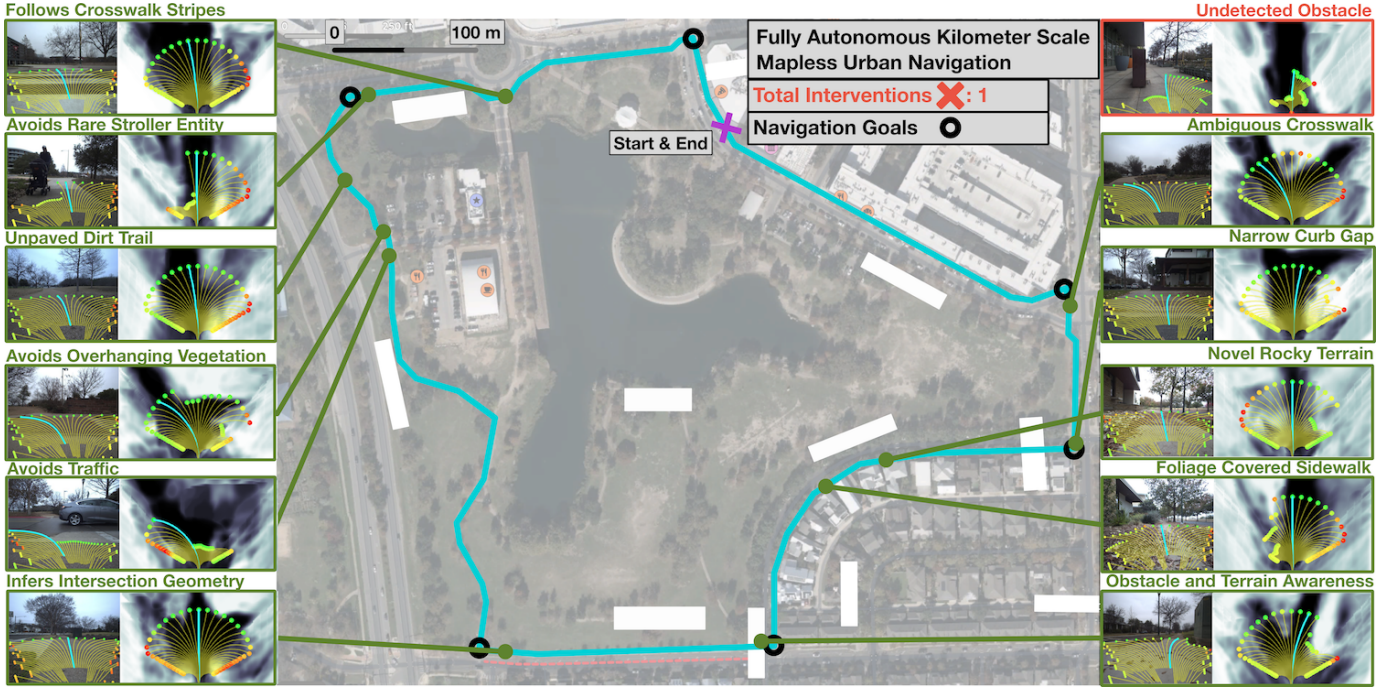 Follows Crosswalk Stripes
Avoids Rare Stroller Entity
Unpaved Dirt Trail
Avoids Overhanging Vegetation
Avoids Traffic
Infers Intersection Geometry
0
100 m
Start & End
Fully Autonomous Kilometer Scale
Mapless Urban Navigation
Total Interventions : 1
Navigation Goals
Undetected Obstacle
Ambiguous Crosswalk
Narrow Curb Gap
Novel Rocky Terrain
Foliage Covered Sidewalk
Obstacle and Terrain Awareness